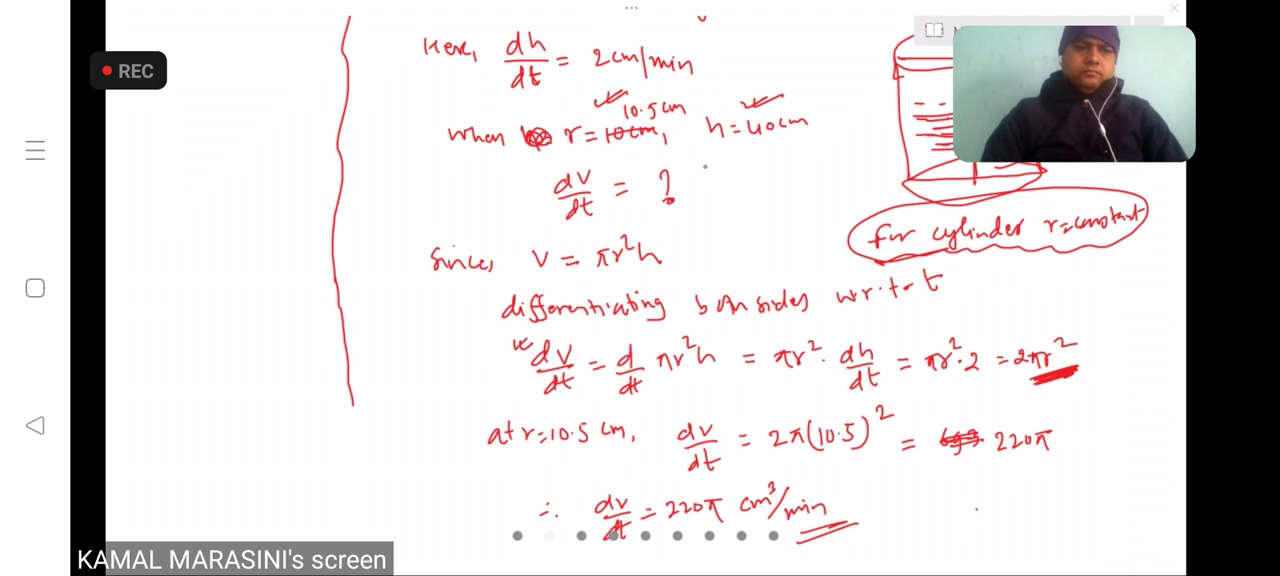 REC
Here, dh/dt = 2cm/min
10.5cm
when r = 10cm, h = 40cm
dv/dt = ?
for cylinder r=constant
Since, v = πr²h
differentiating both sides w.r.to t
dv/dt = d/dt πr²h = πr² · dh/dt = πr² · 2 = 2πr²
at r=10.5 cm, dv/dt = 2π(10.5)² = 220π
∴ dv/dt = 220π cm³/min
KAMAL MARASINI's screen